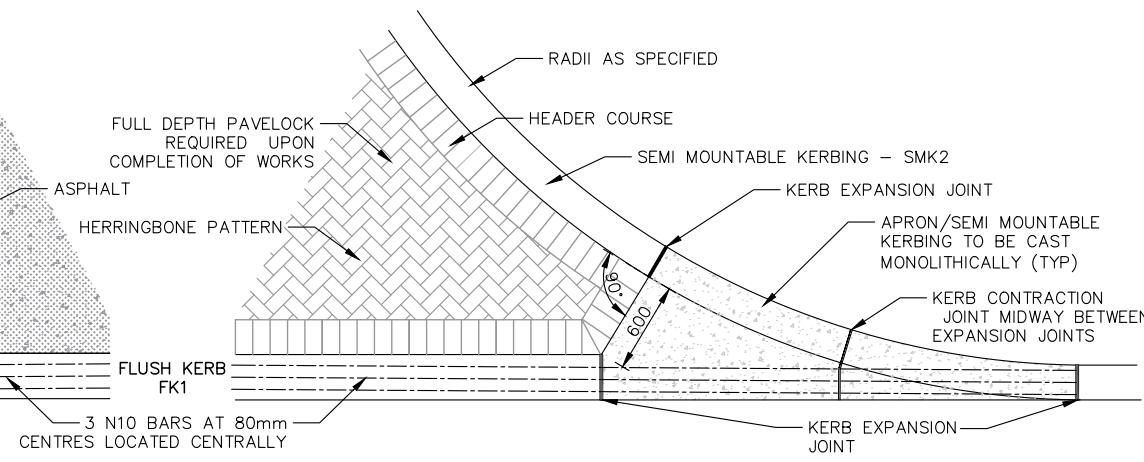 RADII AS SPECIFIED
FULL DEPTH PAVELOCK
REQUIRED UPON
COMPLETION OF WORKS
HEADER COURSE
SEMI MOUNTABLE KERBING - SMK2
ASPHALT
KERB EXPANSION JOINT
HERRINGBONE PATTERN
APRON/SEMI MOUNTABLE
KERBING TO BE CAST
MONOLITHICALLY (TYP)
90°
600
KERB CONTRACTION
JOINT MIDWAY BETWEEN
EXPANSION JOINTS
FLUSH KERB
FK1
3 N10 BARS AT 80mm
CENTRES LOCATED CENTRALLY
KERB EXPANSION
JOINT